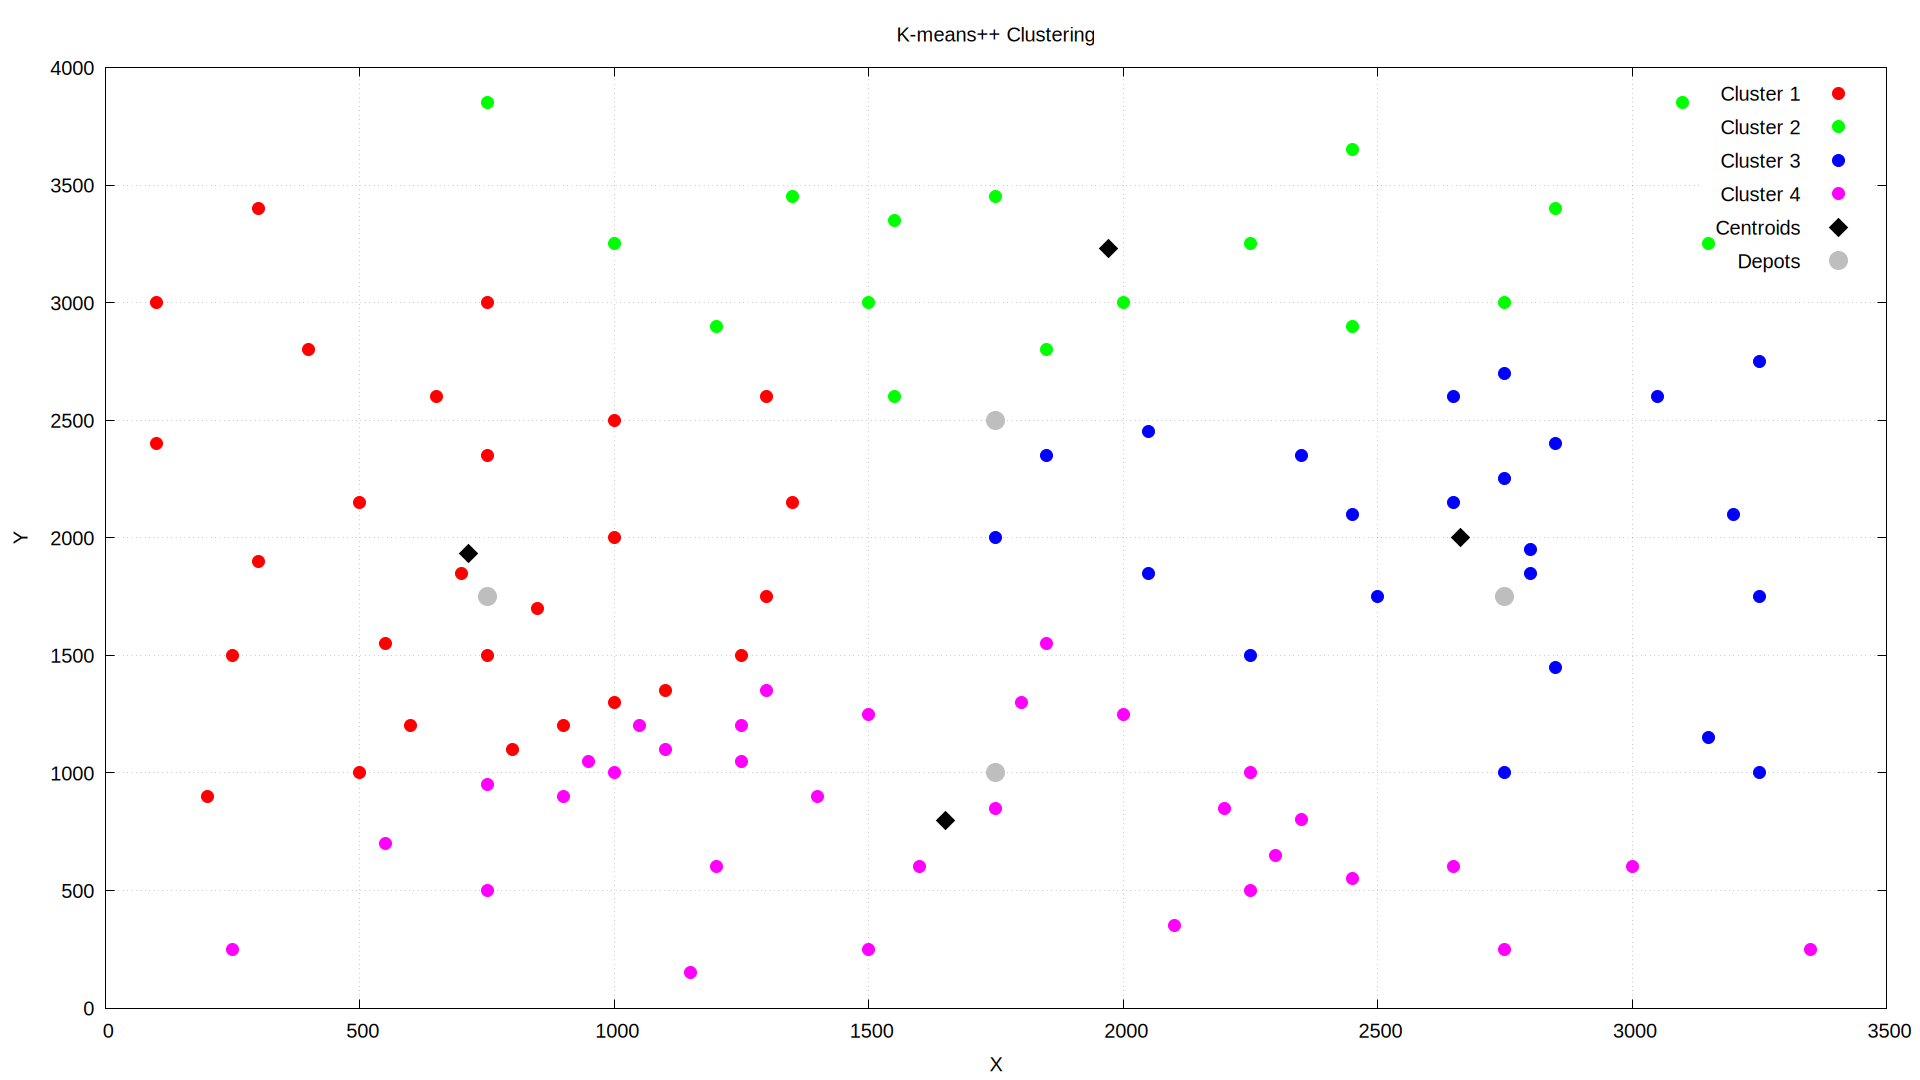 K-means++ Clustering
4000
3500
3000
2500
2000
1500
1000
500
0
Y
Cluster 1
Cluster 2
Cluster 3
Cluster 4
Centroids
Depots
0 500 1000 1500 2000 2500 3000 3500
X